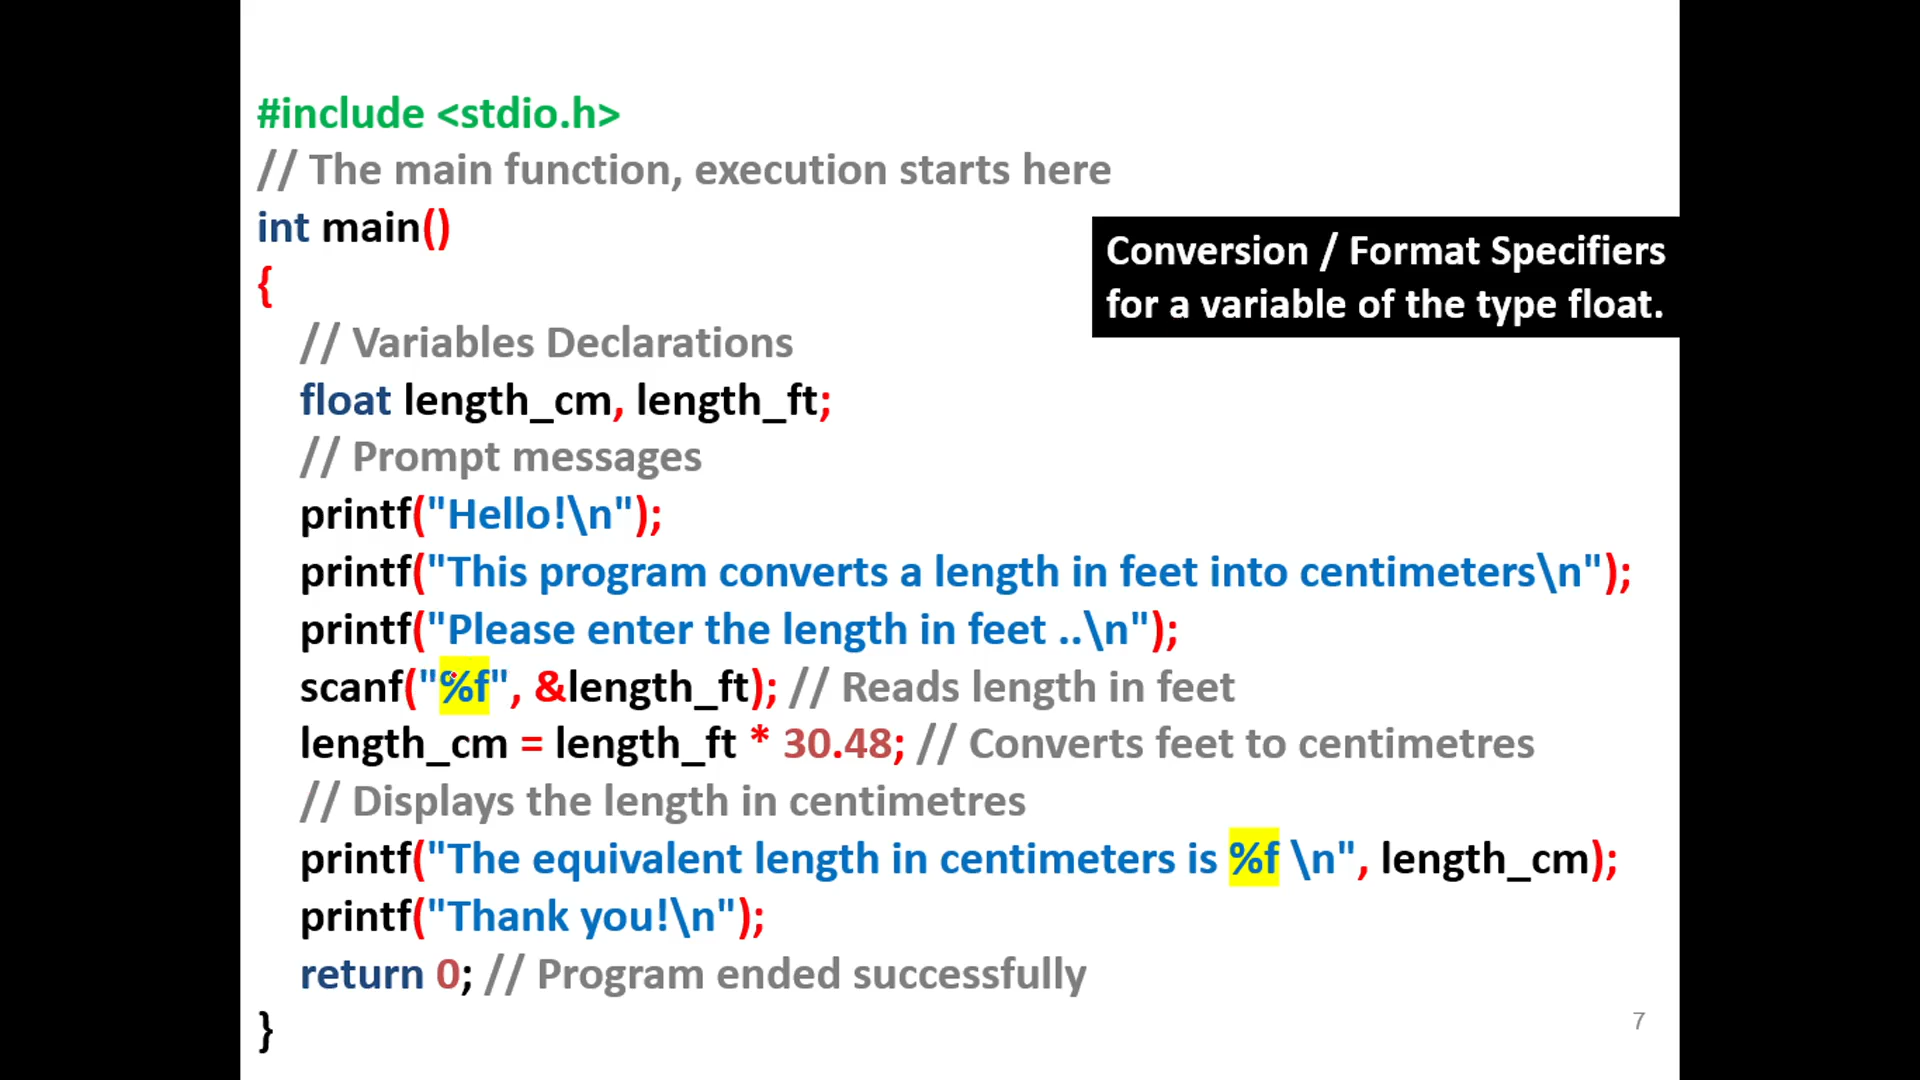 #include <stdio.h>
// The main function, execution starts here
int main()
{
Conversion / Format Specifiers
for a variable of the type float.
// Variables Declarations
float length_cm, length_ft;
// Prompt messages
printf("Hello!\n");
printf("This program converts a length in feet into centimeters\n");
printf("Please enter the length in feet ..\n");
scanf("%f", &length_ft); // Reads length in feet
length_cm = length_ft * 30.48; // Converts feet to centimetres
// Displays the length in centimetres
printf("The equivalent length in centimeters is %f \n", length_cm);
printf("Thank you!\n");
return 0; // Program ended successfully
}
7